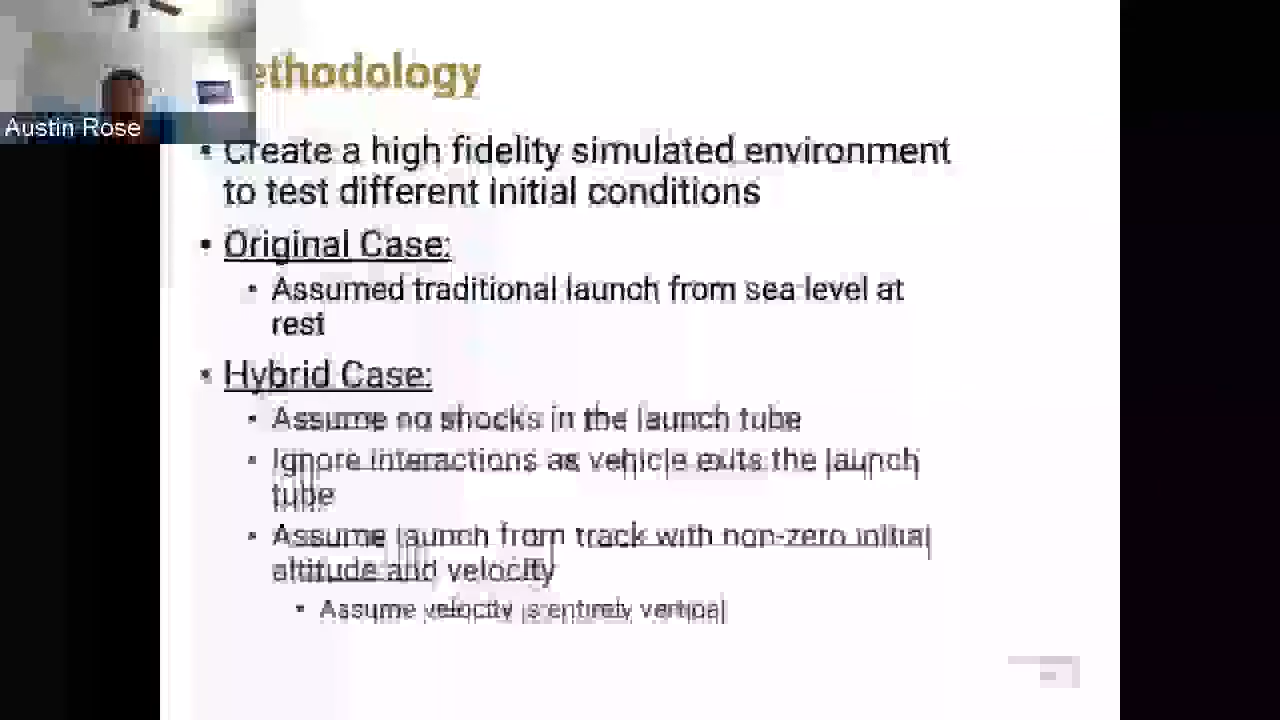 ethodology
Austin Rose
• Create a high fidelity simulated environment
to test different initial conditions
• Original Case:
• Assumed traditional launch from sea level at
rest
• Hybrid Case:
• Assume no shocks in the launch tube
• Ignore interactions as vehicle exits the launch
tube
• Assume launch from track with non-zero initial
altitude and velocity
• Assume velocity is entirely vertical